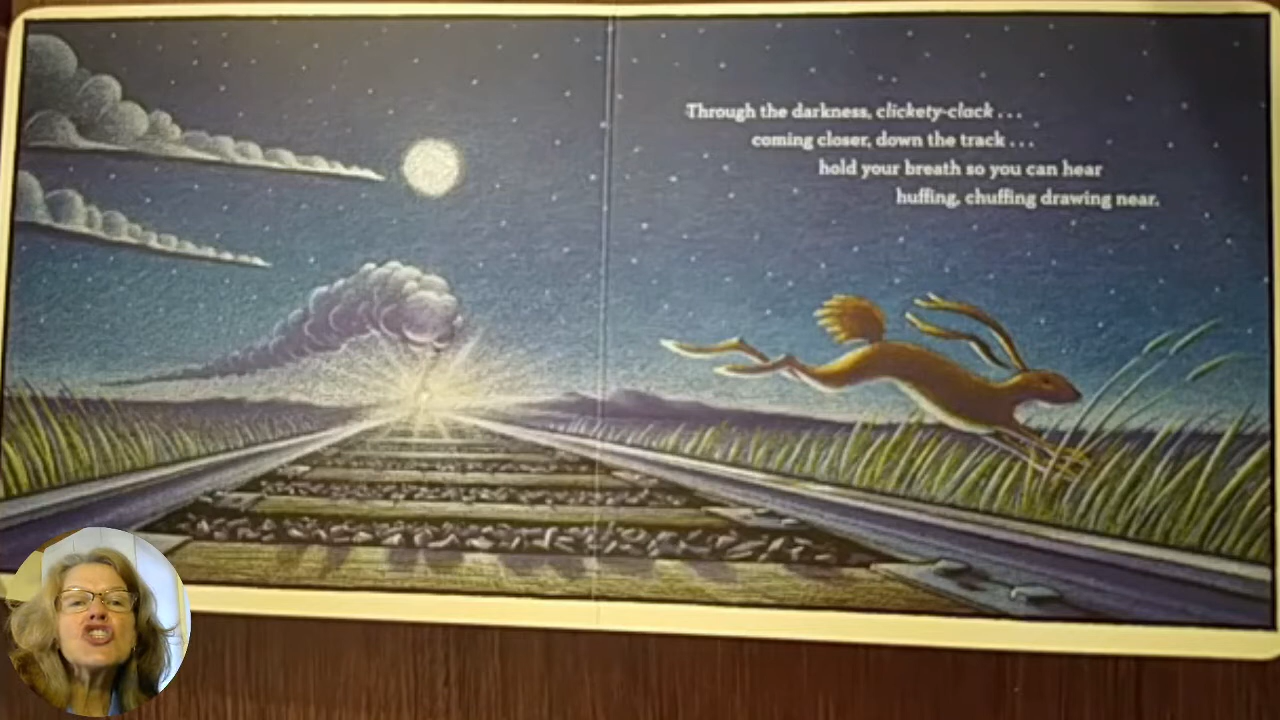 Through the darkness, clickety-clack . . .
coming closer, down the track . . .
hold your breath so you can hear
huffing, chuffing drawing near.